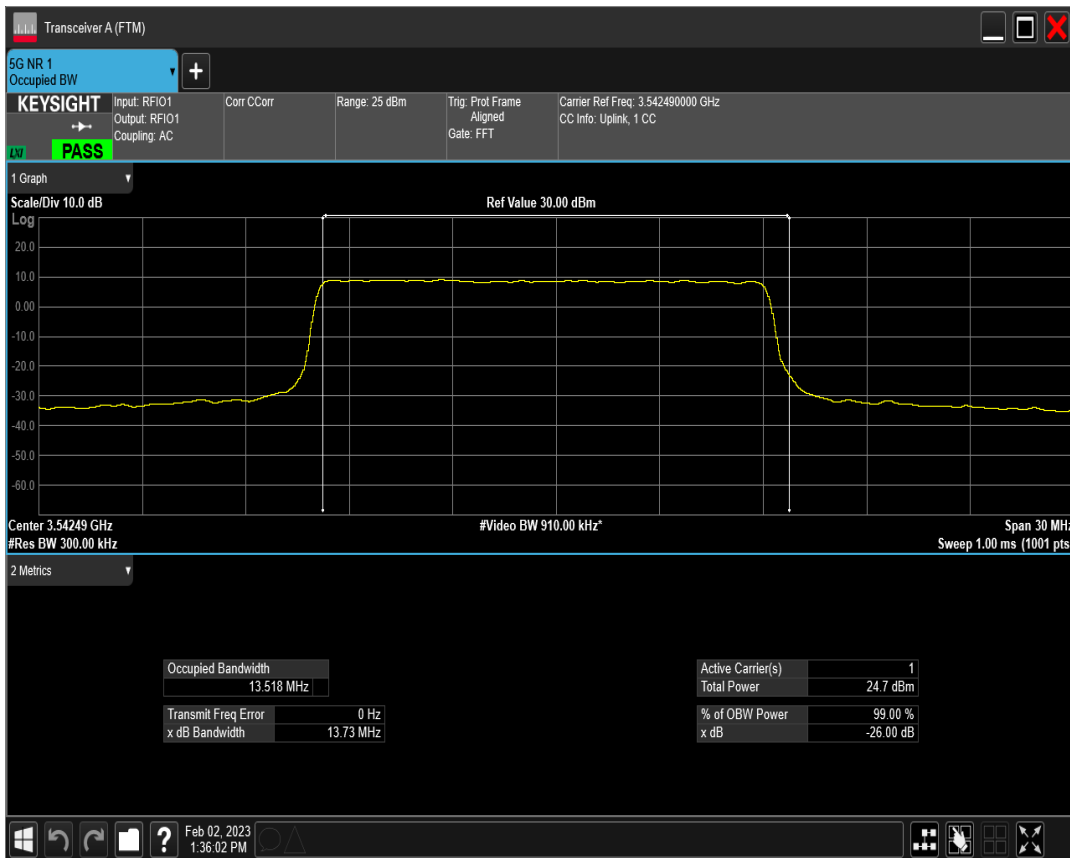 Transceiver A (FTM)
5G NR 1
Occupied BW
+
KEYSIGHT
LXI
PASS
Input: RFIO1
Output: RFIO1
Coupling: AC
Corr CCorr
Range: 25 dBm
Trig: Prot Frame
Aligned
Gate: FFT
Carrier Ref Freq: 3.542490000 GHz
CC Info: Uplink, 1 CC
1 Graph
Scale/Div 10.0 dB
Ref Value 30.00 dBm
Log
20.0
10.0
0.00
-10.0
-20.0
-30.0
-40.0
-50.0
-60.0
Center 3.54249 GHz
#Video BW 910.00 kHz*
Span 30 MHz
#Res BW 300.00 kHz
Sweep 1.00 ms (1001 pts
2 Metrics
Occupied Bandwidth
13.518 MHz
Transmit Freq Error 0 Hz
x dB Bandwidth 13.73 MHz
Active Carrier(s) 1
Total Power 24.7 dBm
% of OBW Power 99.00 %
x dB -26.00 dB
?
Feb 02, 2023
1:36:02 PM